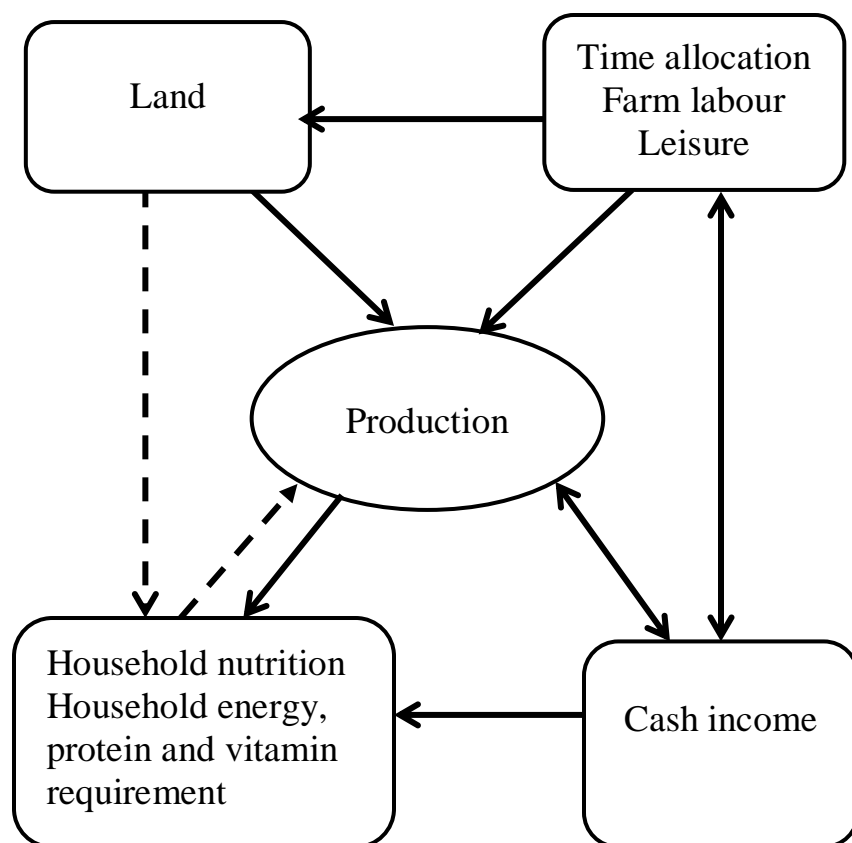 Land
Time allocation
Farm labour
Leisure
Production
Household nutrition
Household energy,
protein and vitamin
requirement
Cash income